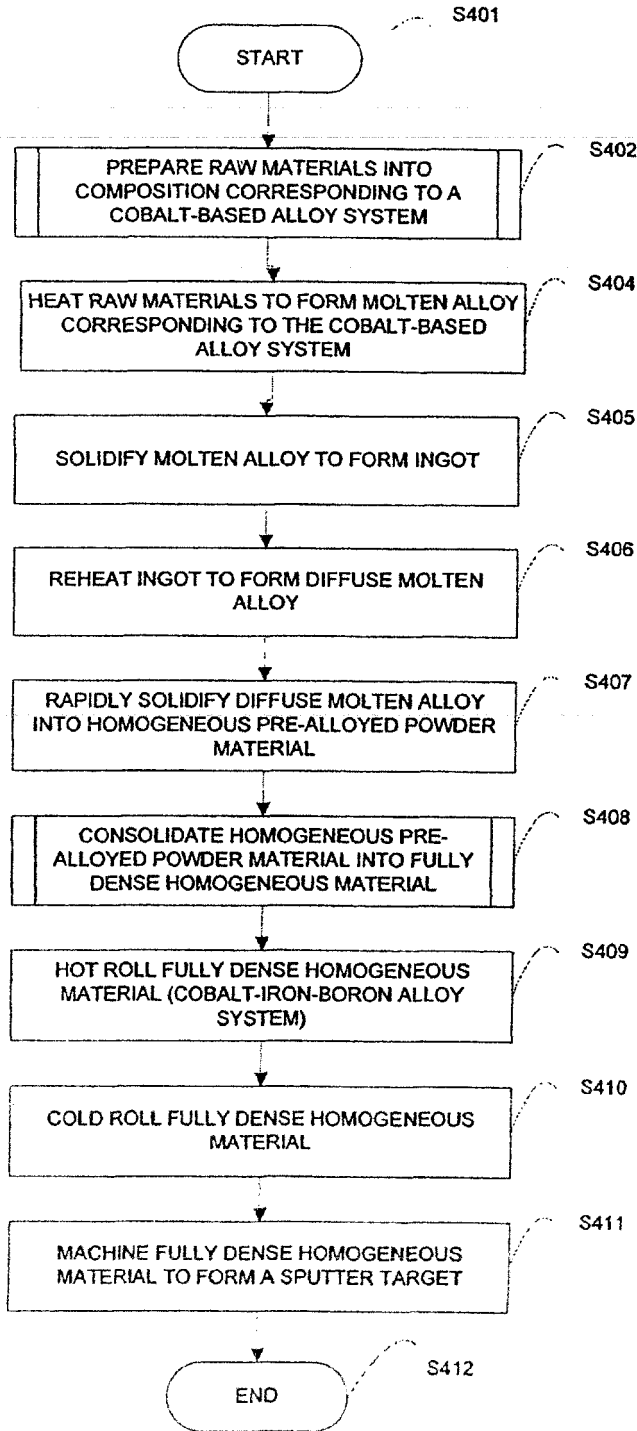 S401
START
S402
PREPARE RAW MATERIALS INTO
COMPOSITION CORRESPONDING TO A
COBALT-BASED ALLOY SYSTEM
S404
HEAT RAW MATERIALS TO FORM MOLTEN ALLOY
CORRESPONDING TO THE COBALT-BASED
ALLOY SYSTEM
S405
SOLIDIFY MOLTEN ALLOY TO FORM INGOT
S406
REHEAT INGOT TO FORM DIFFUSE MOLTEN
ALLOY
S407
RAPIDLY SOLIDIFY DIFFUSE MOLTEN ALLOY
INTO HOMOGENEOUS PRE-ALLOYED POWDER
MATERIAL
S408
CONSOLIDATE HOMOGENEOUS PRE-
ALLOYED POWDER MATERIAL INTO FULLY
DENSE HOMOGENEOUS MATERIAL
S409
HOT ROLL FULLY DENSE HOMOGENEOUS
MATERIAL (COBALT-IRON-BORON ALLOY
SYSTEM)
S410
COLD ROLL FULLY DENSE HOMOGENEOUS
MATERIAL
S411
MACHINE FULLY DENSE HOMOGENEOUS
MATERIAL TO FORM A SPUTTER TARGET
S412
END